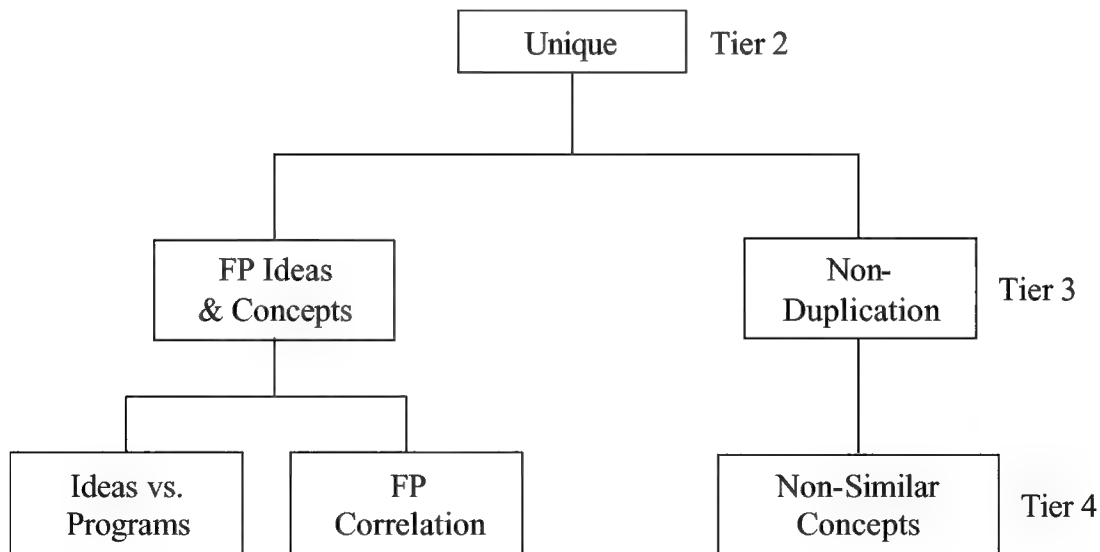 Unique
Tier 2
FP Ideas
& Concepts
Non-
Duplication
Tier 3
Ideas vs.
Programs
FP
Correlation
Non-Similar
Concepts
Tier 4